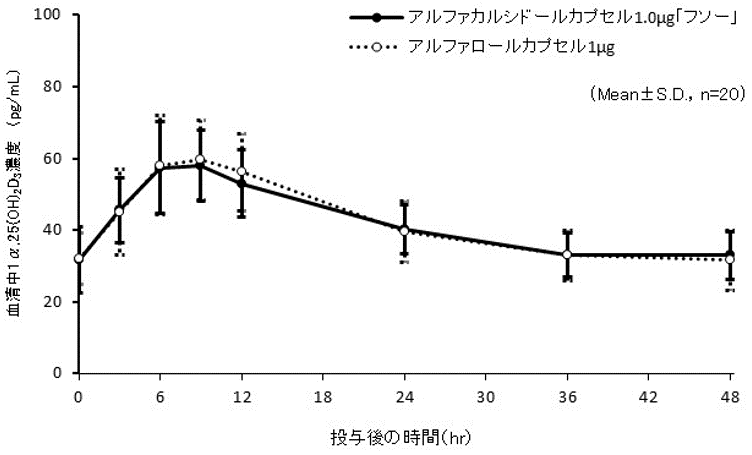 アルファカルシドールカプセル1.0μg「フソー」
アルファロールカプセル1μg
(Mean±S.D., n=20)
血清中1α,25(OH)₂D₃濃度 (pg/mL)
100
80
60
40
20
0
0 6 12 18 24 30 36 42 48
投与後の時間(hr)